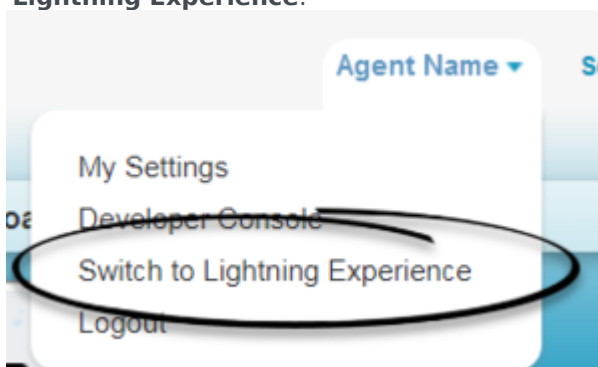 Lightning Experience.
Agent Name
My Settings
Developer Console
Switch to Lightning Experience
Logout